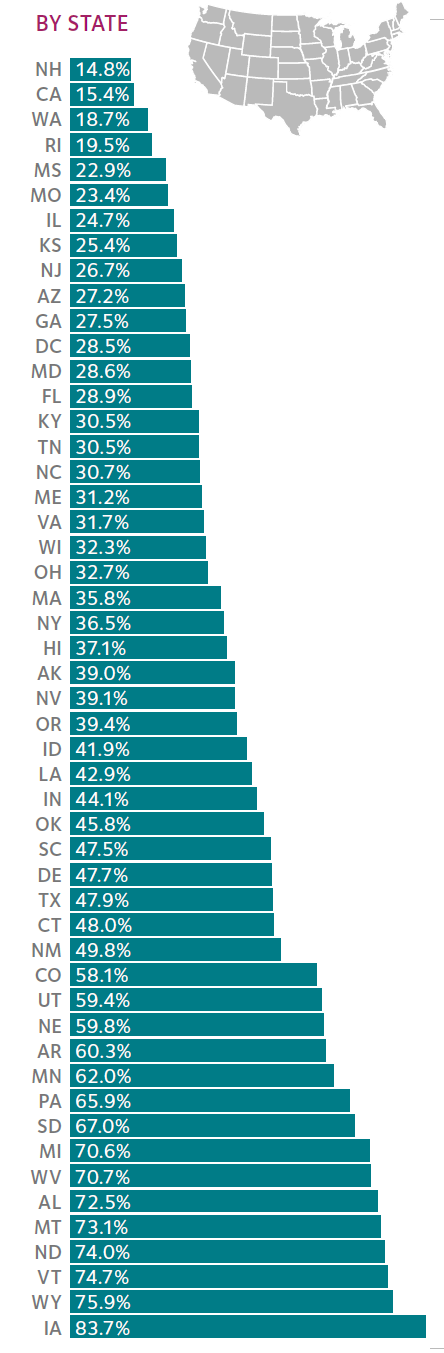 BY STATE
NH 14.8%
CA 15.4%
WA 18.7%
RI 19.5%
MS 22.9%
MO 23.4%
IL 24.7%
KS 25.4%
NJ 26.7%
AZ 27.2%
GA 27.5%
DC 28.5%
MD 28.6%
FL 28.9%
KY 30.5%
TN 30.5%
NC 30.7%
ME 31.2%
VA 31.7%
WI 32.3%
OH 32.7%
MA 35.8%
NY 36.5%
HI 37.1%
AK 39.0%
NV 39.1%
OR 39.4%
ID 41.9%
LA 42.9%
IN 44.1%
OK 45.8%
SC 47.5%
DE 47.7%
TX 47.9%
CT 48.0%
NM 49.8%
CO 58.1%
UT 59.4%
NE 59.8%
AR 60.3%
MN 62.0%
PA 65.9%
SD 67.0%
MI 70.6%
WV 70.7%
AL 72.5%
MT 73.1%
ND 74.0%
VT 74.7%
WY 75.9%
IA 83.7%